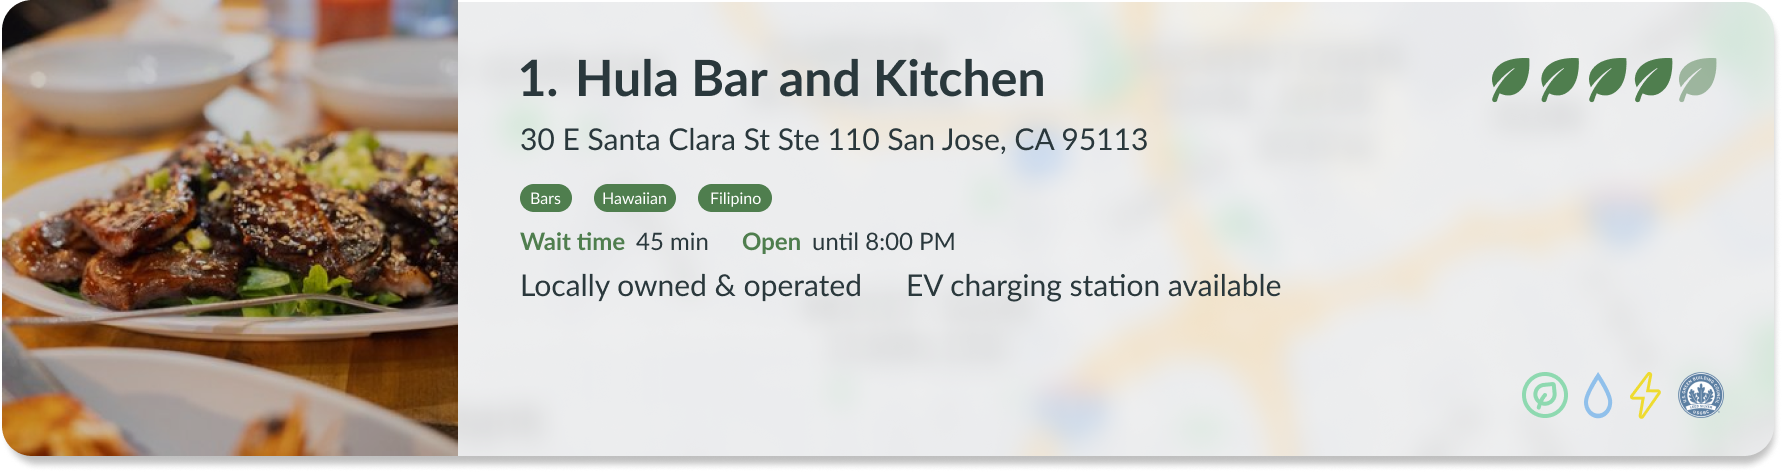 1. Hula Bar and Kitchen
30 E Santa Clara St Ste 110 San Jose, CA 95113
Bars Hawaiian Filipino
Wait time 45 min Open until 8:00 PM
Locally owned & operated EV charging station available